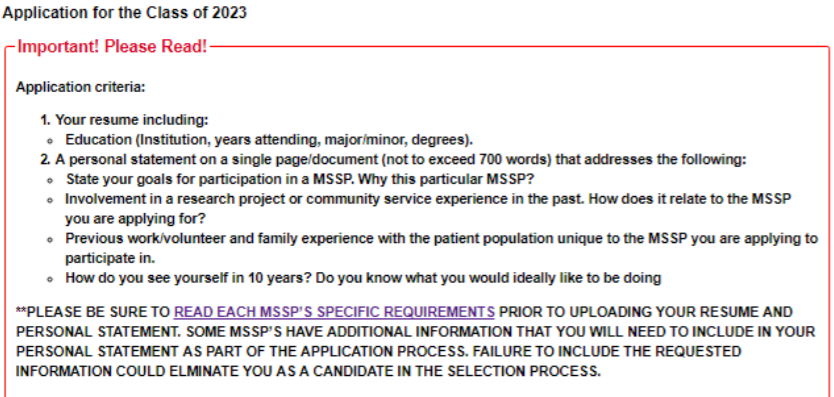 Application for the Class of 2023
Important! Please Read!
Application criteria:
1. Your resume including:
◦ Education (Institution, years attending, major/minor, degrees).
2. A personal statement on a single page/document (not to exceed 700 words) that addresses the following:
◦ State your goals for participation in a MSSP. Why this particular MSSP?
◦ Involvement in a research project or community service experience in the past. How does it relate to the MSSP
you are applying for?
◦ Previous work/volunteer and family experience with the patient population unique to the MSSP you are applying to
participate in.
◦ How do you see yourself in 10 years? Do you know what you would ideally like to be doing
**PLEASE BE SURE TO READ EACH MSSP'S SPECIFIC REQUIREMENTS PRIOR TO UPLOADING YOUR RESUME AND
PERSONAL STATEMENT. SOME MSSP'S HAVE ADDITIONAL INFORMATION THAT YOU WILL NEED TO INCLUDE IN YOUR
PERSONAL STATEMENT AS PART OF THE APPLICATION PROCESS. FAILURE TO INCLUDE THE REQUESTED
INFORMATION COULD ELMINATE YOU AS A CANDIDATE IN THE SELECTION PROCESS.